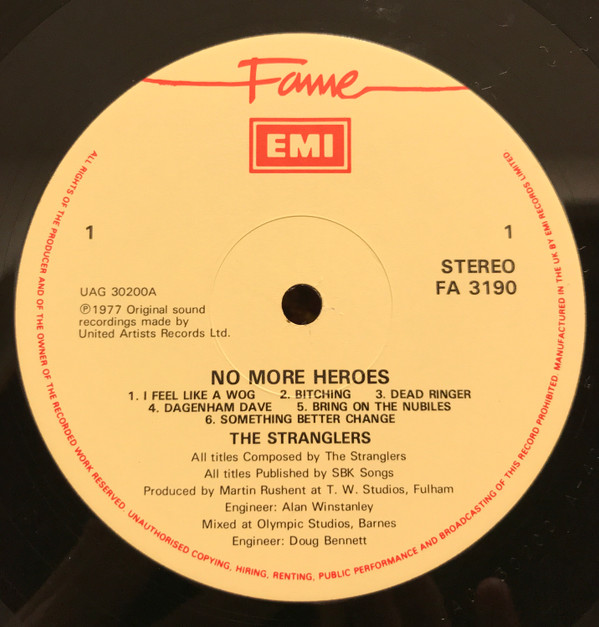 Fame
EMI
1
1
STEREO
FA 3190
UAG 30200A
℗1977 Original sound
recordings made by
United Artists Records Ltd.
NO MORE HEROES
1. I FEEL LIKE A WOG 2. BITCHING 3. DEAD RINGER
4. DAGENHAM DAVE 5. BRING ON THE NUBILES
6. SOMETHING BETTER CHANGE
THE STRANGLERS
All titles Composed by The Stranglers
All titles Published by SBK Songs
Produced by Martin Rushent at T. W. Studios, Fulham
Engineer: Alan Winstanley
Mixed at Olympic Studios, Barnes
Engineer: Doug Bennett
ALL RIGHTS OF THE PRODUCER AND OF THE OWNER OF THE RECORDED WORK RESERVED. UNAUTHORISED COPYING, HIRING, RENTING, PUBLIC PERFORMANCE AND BROADCASTING OF THIS RECORD PROHIBITED. MANUFACTURED IN THE U.K. BY EMI RECORDS LIMITED